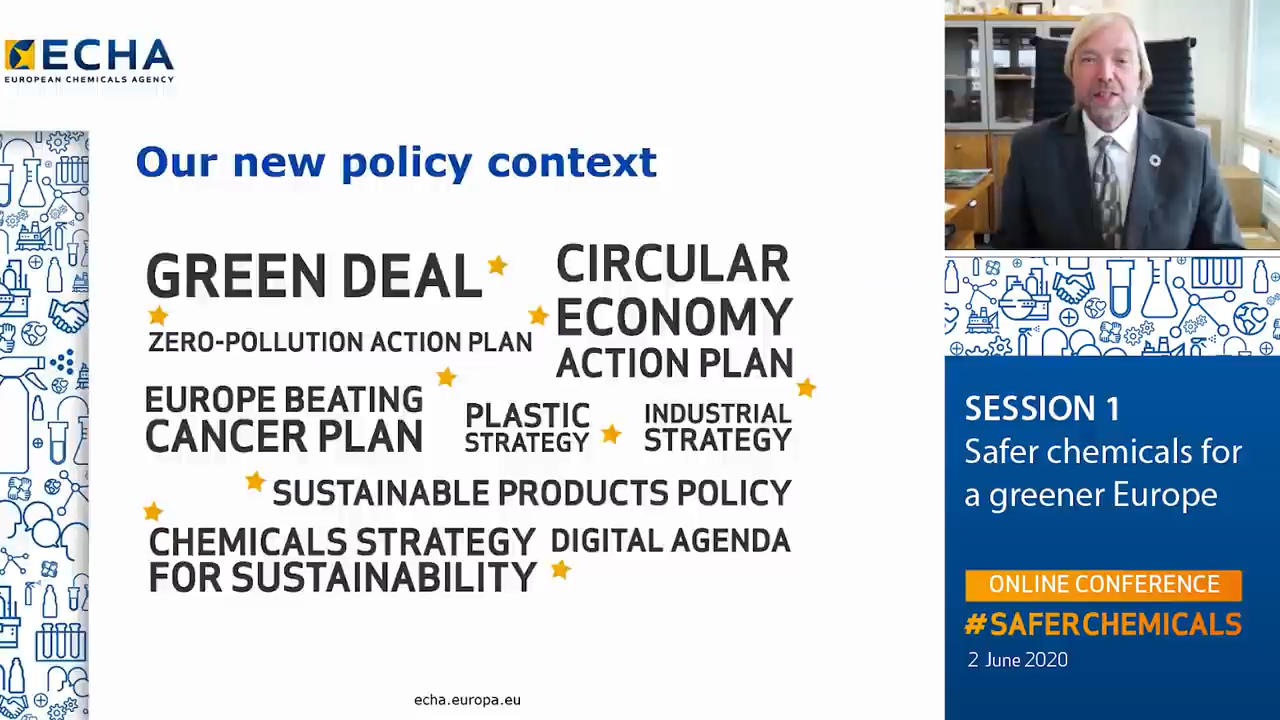 ECHA
EUROPEAN CHEMICALS AGENCY
Our new policy context
GREEN DEAL
ZERO-POLLUTION ACTION PLAN
CIRCULAR
ECONOMY
ACTION PLAN
EUROPE BEATING
CANCER PLAN
PLASTIC
STRATEGY
INDUSTRIAL
STRATEGY
SUSTAINABLE PRODUCTS POLICY
CHEMICALS STRATEGY
FOR SUSTAINABILITY
DIGITAL AGENDA
echa.europa.eu
SESSION 1
Safer chemicals for
a greener Europe
ONLINE CONFERENCE
#SAFERCHEMICALS
2 June 2020